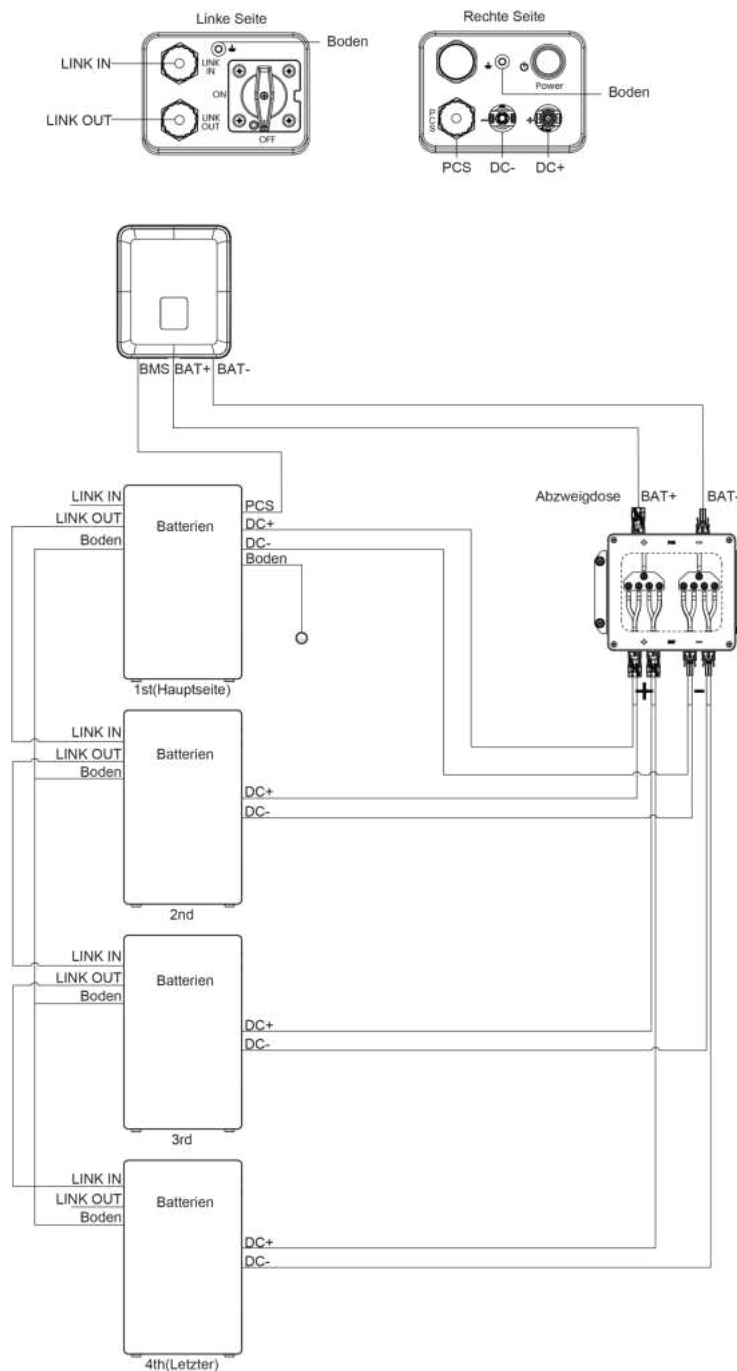 Linke Seite
Rechte Seite
Boden
LINK IN
LINK IN
ON
LINK OUT
LINK OUT
OFF
Power
Boden
PCS
PCS
DC-
DC+
BMS
BAT+
BAT-
Abzweigdose
BAT+
BAT-
LINK IN
LINK OUT
Boden
Batterien
PCS
DC+
DC-
Boden
1st(Hauptseite)
+
-
LINK IN
LINK OUT
Boden
Batterien
DC+
DC-
2nd
LINK IN
LINK OUT
Boden
Batterien
DC+
DC-
3rd
LINK IN
LINK OUT
Boden
Batterien
DC+
DC-
4th(Letzter)